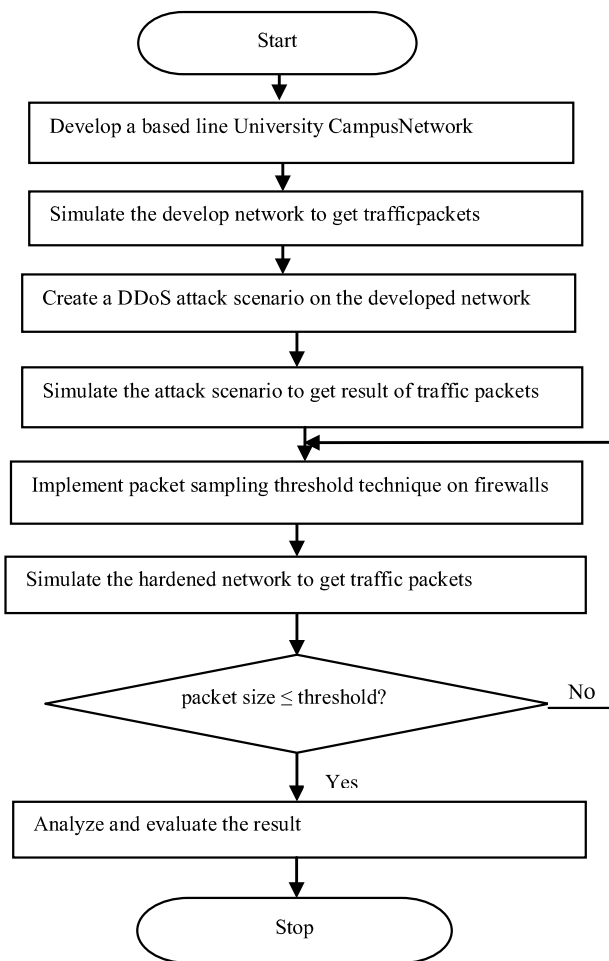 Start
Develop a based line University CampusNetwork
Simulate the develop network to get trafficpackets
Create a DDoS attack scenario on the developed network
Simulate the attack scenario to get result of traffic packets
Implement packet sampling threshold technique on firewalls
Simulate the hardened network to get traffic packets
packet size ≤ threshold?
No
Yes
Analyze and evaluate the result
Stop